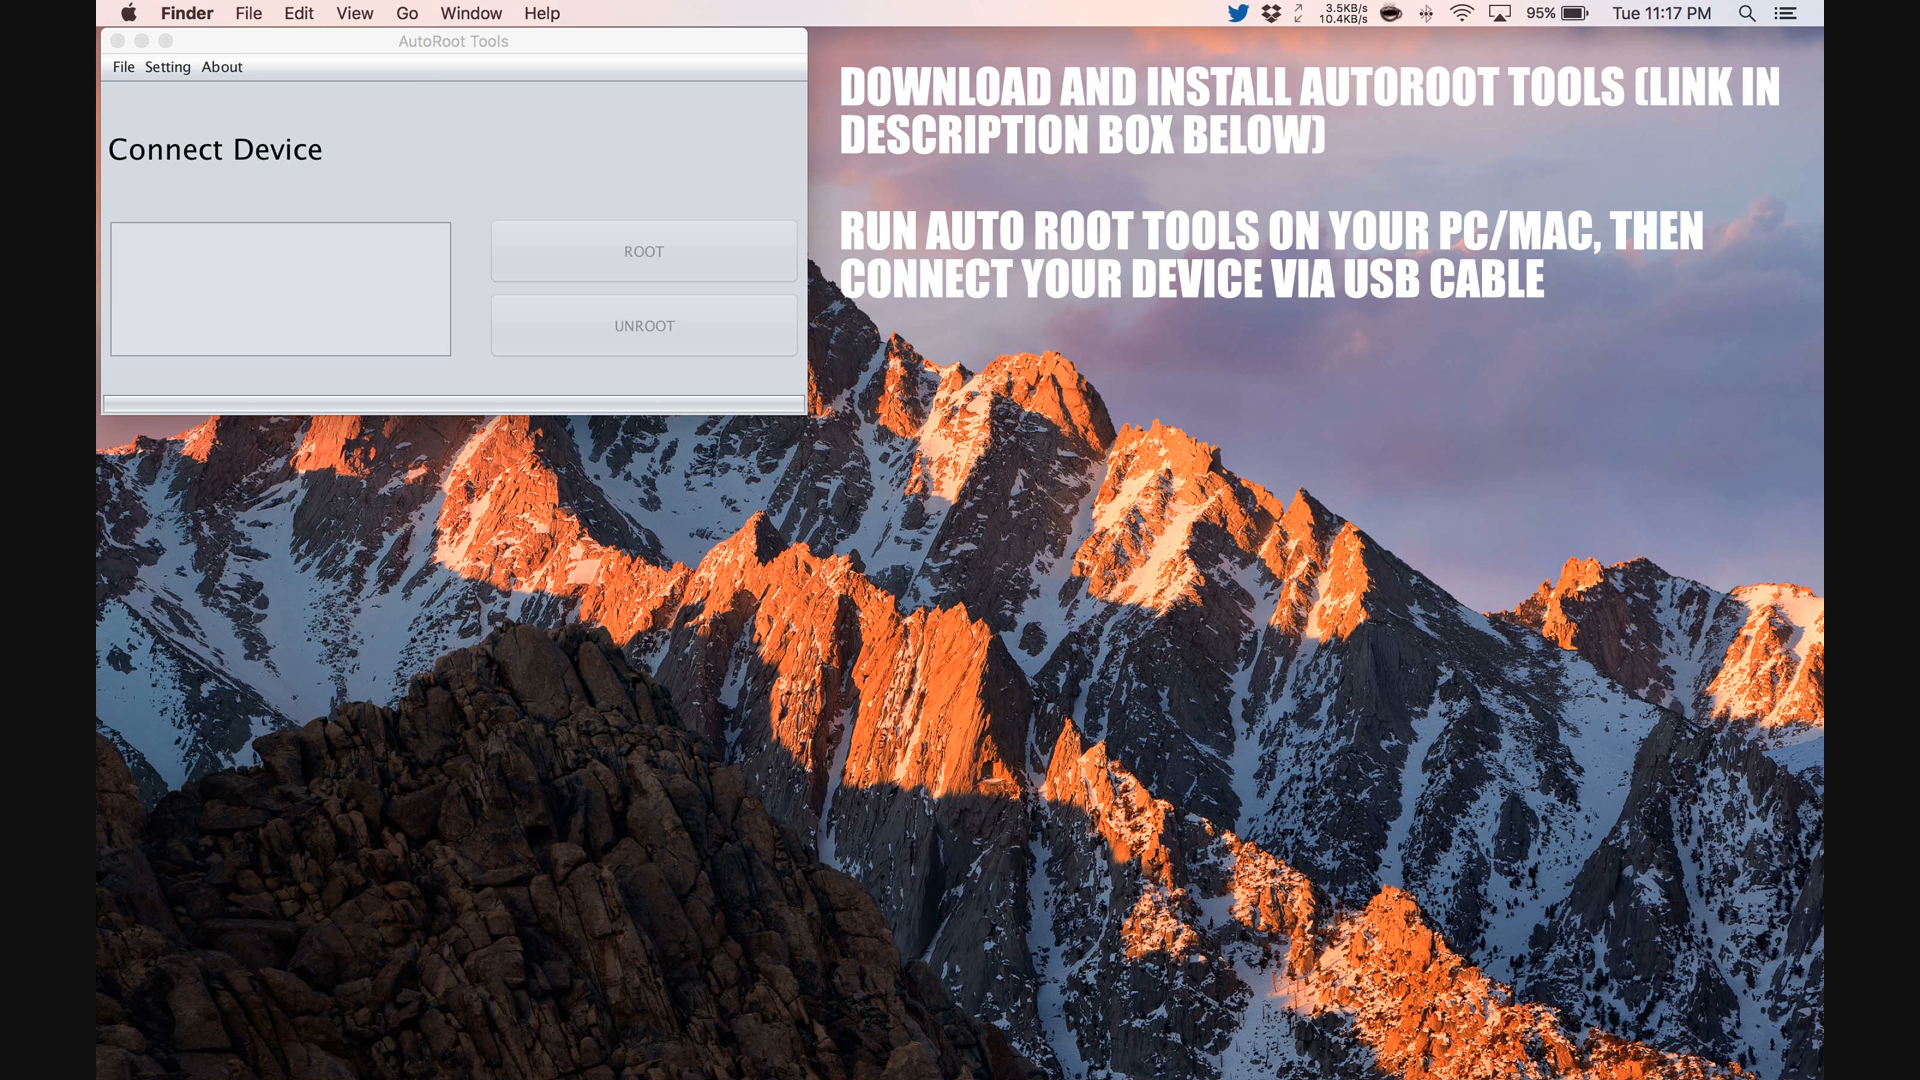 Finder File Edit View Go Window Help
3.5KB/s
10.4KB/s
95%
Tue 11:17 PM
AutoRoot Tools
File Setting About
Connect Device
ROOT
UNROOT
DOWNLOAD AND INSTALL AUTOROOT TOOLS (LINK IN
DESCRIPTION BOX BELOW)
RUN AUTO ROOT TOOLS ON YOUR PC/MAC, THEN
CONNECT YOUR DEVICE VIA USB CABLE